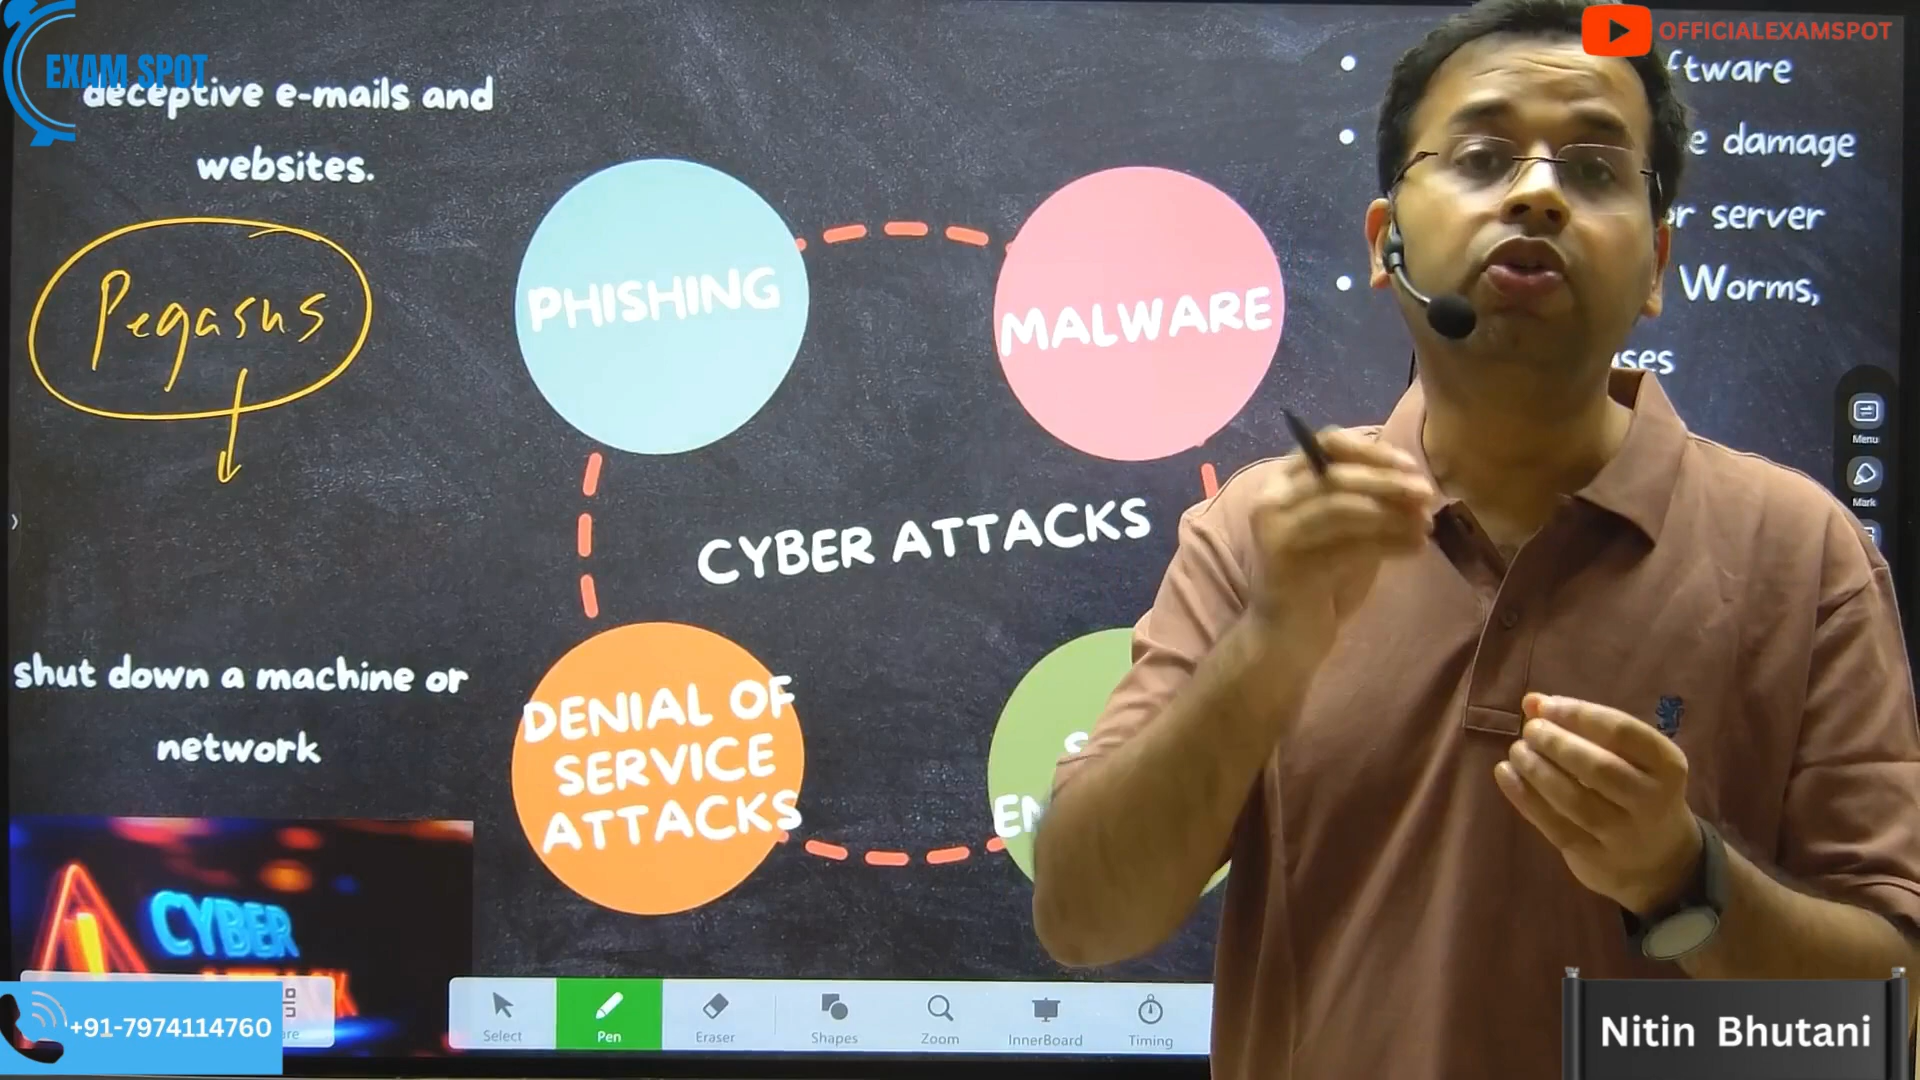 EXAM SPOT
OFFICIALEXAMSPOT
deceptive e-mails and
websites.
Pegasus
PHISHING
MALWARE
damage
server
Worms,
CYBER ATTACKS
Menu
Mark
shut down a machine or
network
DENIAL OF
SERVICE
ATTACKS
CYBER
+91-7974114760
Select
Pen
Eraser
Shapes
Zoom
InnerBoard
Timing
Nitin Bhutani